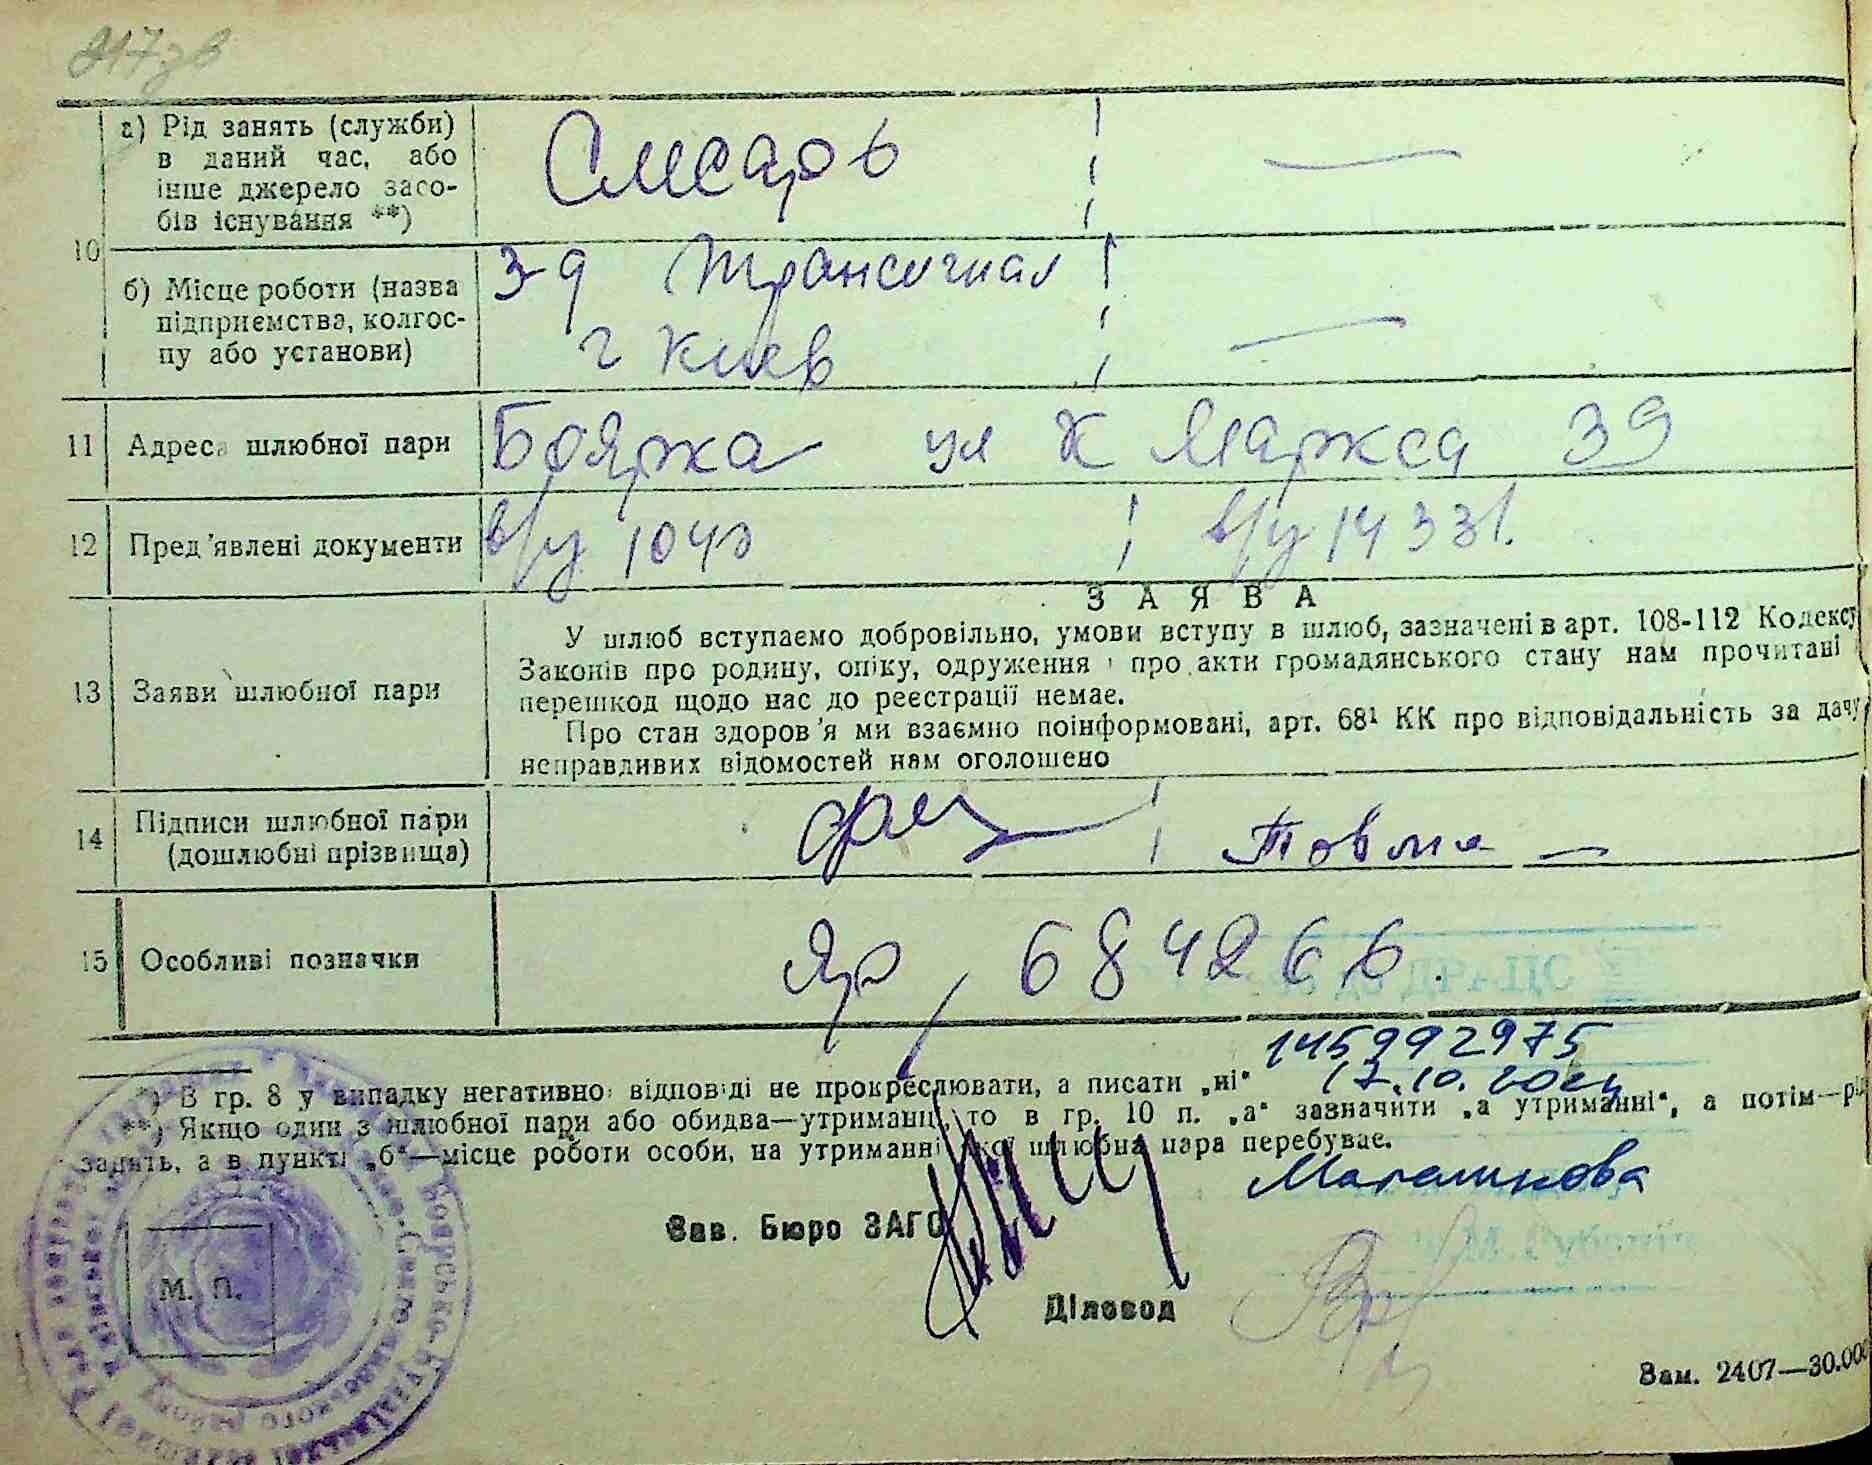 217зв
10
а) Рід занять (служби) в даний час, або інше джерело засобів існування **)
Слесарь
—
б) Місце роботи (назва підприємства, колгоспу або установи)
з-д Трансигнал
г Киев
—
11 Адреса шлюбної пари
Боярка ул К Маркса 39
12 Пред'явлені документи
в/у 1043
в/у 14331.
ЗАЯВА
13 Заяви шлюбної пари
У шлюб вступаємо добровільно, умови вступу в шлюб, зазначені в арт. 108-112 Кодексу
Законів про родину, опіку, одруження і про акти громадянського стану нам прочитані
перешкод щодо нас до реєстрації немає.
Про стан здоров'я ми взаємно поінформовані, арт. 68¹ КК про відповідальність за дачу
неправдивих відомостей нам оголошено
14 Підписи шлюбної пари
(дошлюбні прізвища)
Товма
15 Особливі позначки
Яр, 684266.
145992975
*) В гр. 8 у випадку негативної відповіді не прокреслювати, а писати „ні“
17.10.
**) Якщо один з шлюбної пари або обидва—утриманці, то в гр. 10 п. „а“ зазначити „а утриманні“, а потім—рід
занять, а в пункті „б“—місце роботи особи, на утриманні якої шлюбна пара перебуває.
Маташкова
Зав. Бюро ЗАГС
М. П.
Діловод
Зам. 2407—30.000